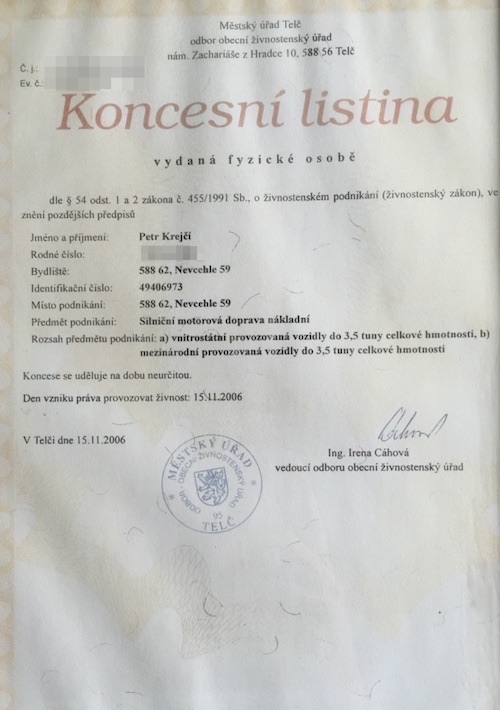 Městský úřad Telč
odbor obecní živnostenský úřad
nám. Zachariáše z Hradce 10, 588 56 Telč
Č. j.:
Ev. č.:
Koncesní listina
vydaná fyzické osobě
dle § 54 odst. 1 a 2 zákona č. 455/1991 Sb., o živnostenském podnikání (živnostenský zákon), ve
znění pozdějších předpisů
Jméno a příjmení: Petr Krejčí
Rodné číslo:
Bydliště: 588 62, Nevcehle 59
Identifikační číslo: 49406973
Místo podnikání: 588 62, Nevcehle 59
Předmět podnikání: Silniční motorová doprava nákladní
Rozsah předmětu podnikání: a) vnitrostátní provozovaná vozidly do 3,5 tuny celkové hmotnosti, b)
mezinárodní provozovaná vozidly do 3,5 tuny celkové hmotnosti
Koncese se uděluje na dobu neurčitou.
Den vzniku práva provozovat živnost: 15.11.2006
V Telči dne 15.11.2006
Ing. Irena Cáhová
vedoucí odboru obecní živnostenský úřad
MĚSTSKÝ ÚŘAD
ODBOR OBECNÍ ŽIVNOSTENSKÝ ÚŘAD
95
TELČ